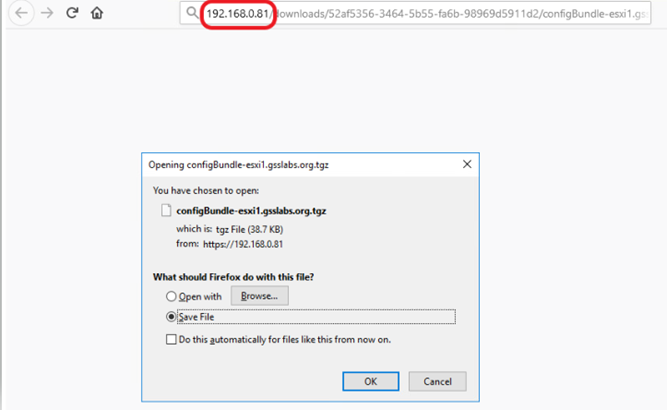 192.168.0.81/downloads/52af5356-3464-5b55-fa6b-98969d5911d2/configBundle-esxi1.gs
Opening configBundle-esxi1.gsslabs.org.tgz
You have chosen to open:
configBundle-esxi1.gsslabs.org.tgz
which is: tgz File (38.7 KB)
from: https://192.168.0.81
What should Firefox do with this file?
Open with
Browse...
Save File
Do this automatically for files like this from now on.
OK
Cancel